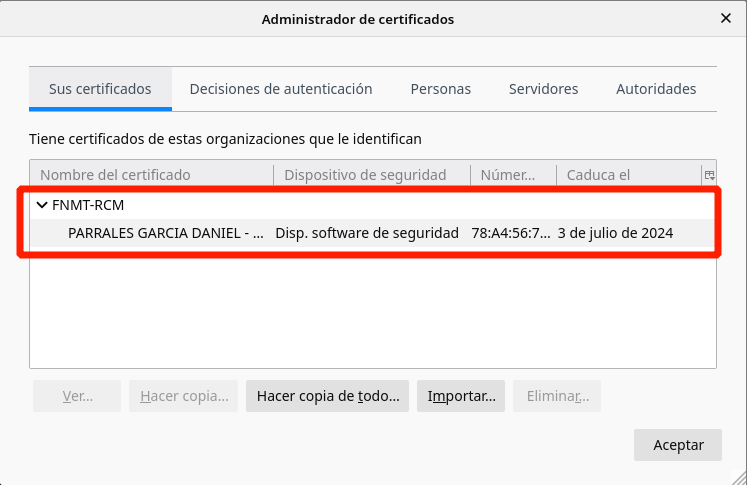 Administrador de certificados
Sus certificados Decisiones de autenticación Personas Servidores Autoridades
Tiene certificados de estas organizaciones que le identifican
Nombre del certificado Dispositivo de seguridad Númer... Caduca el
FNMT-RCM
PARRALES GARCIA DANIEL - ... Disp. software de seguridad 78:A4:56:7... 3 de julio de 2024
Ver... Hacer copia... Hacer copia de todo... Importar... Eliminar...
Aceptar